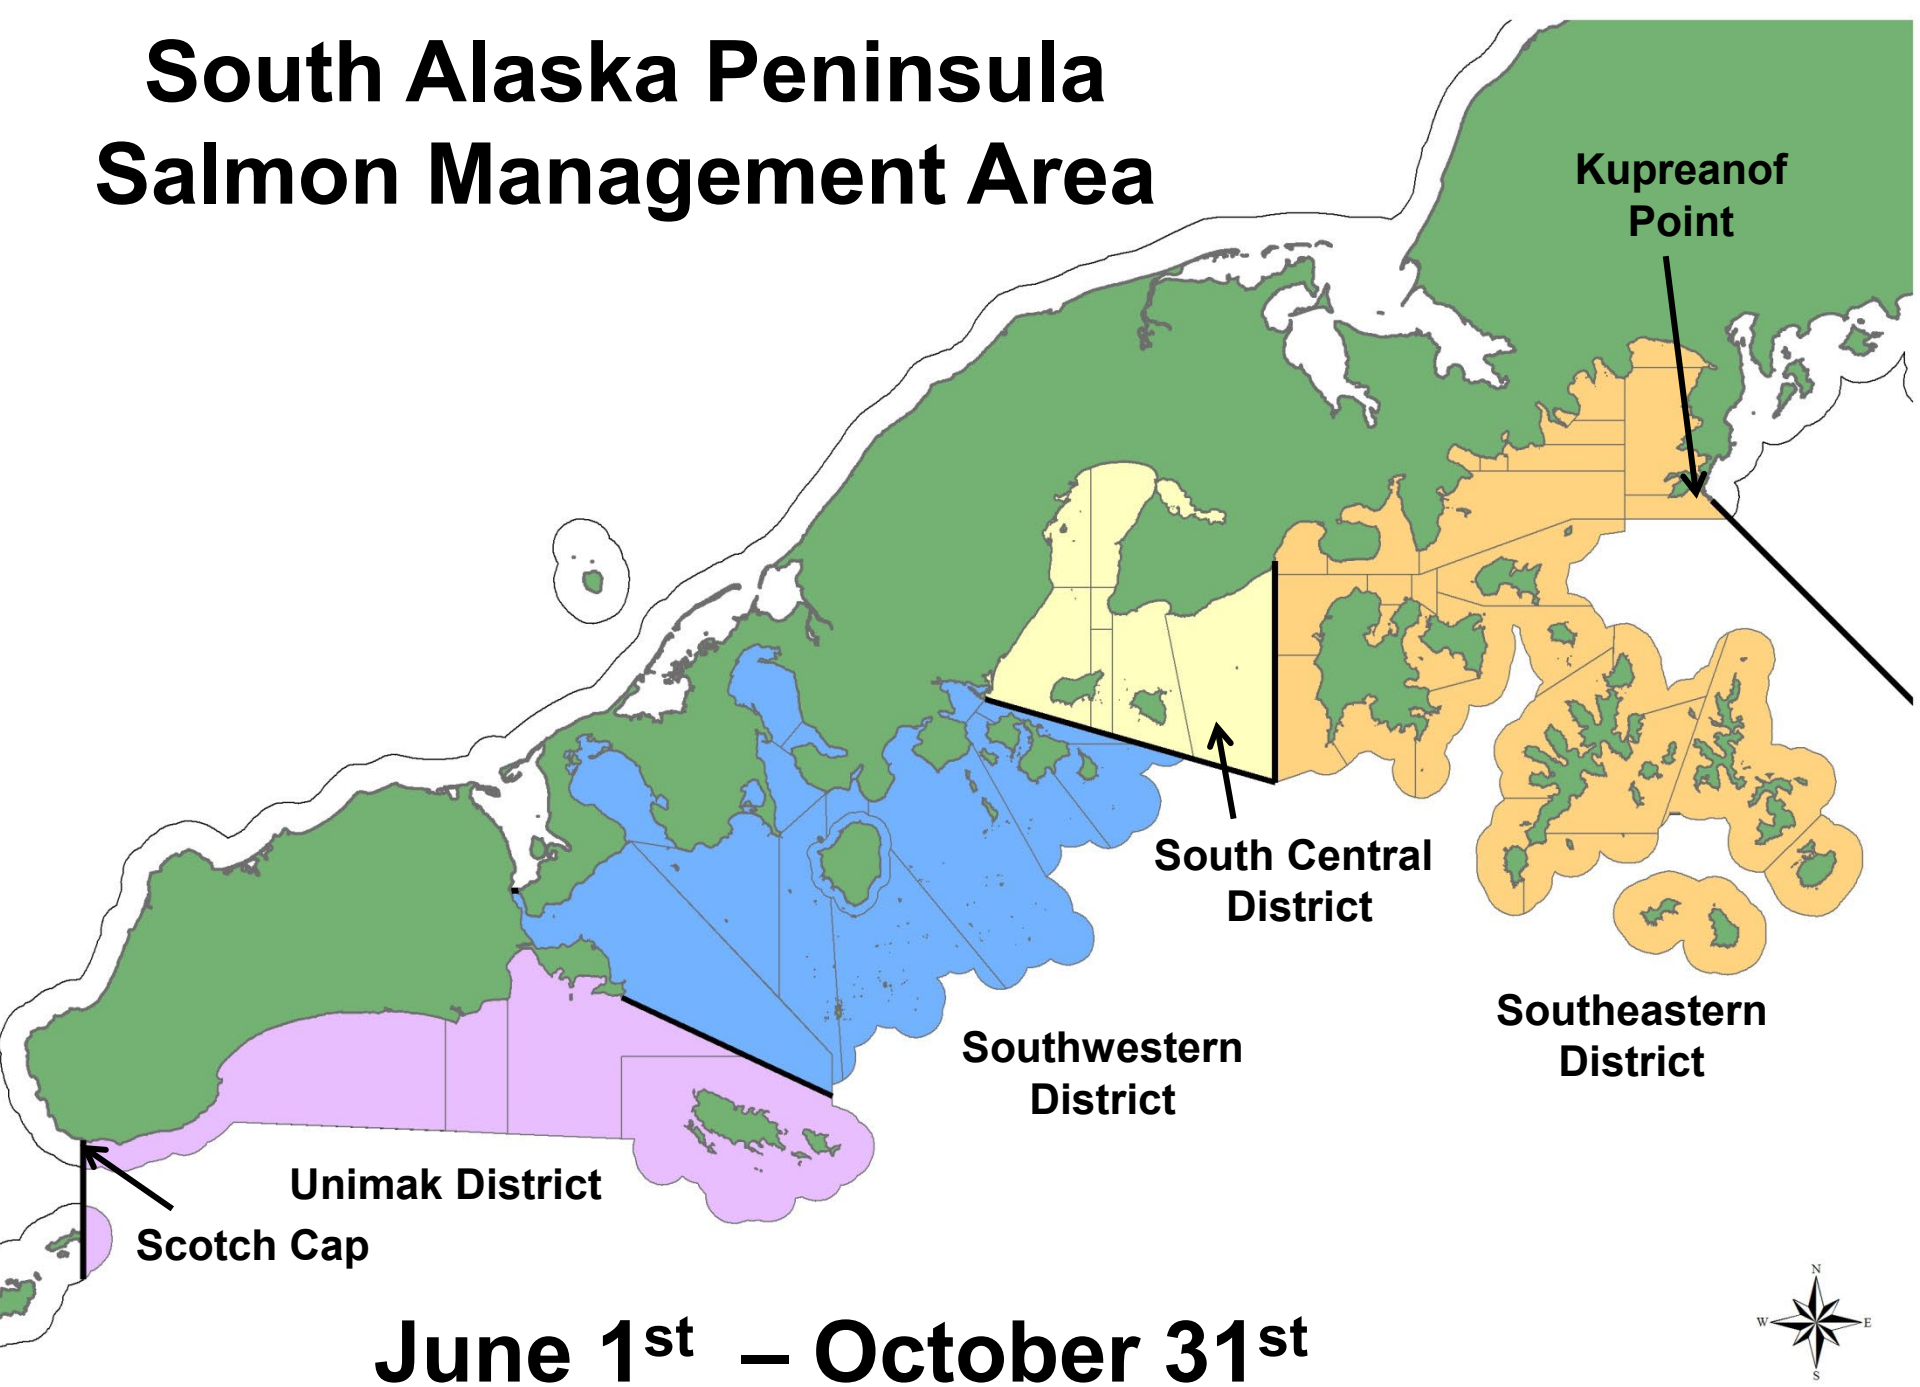 South Alaska Peninsula
Salmon Management Area
Kupreanof
Point
South Central
District
Southeastern
District
Southwestern
District
Unimak District
Scotch Cap
June 1st – October 31st
N
W
E
S